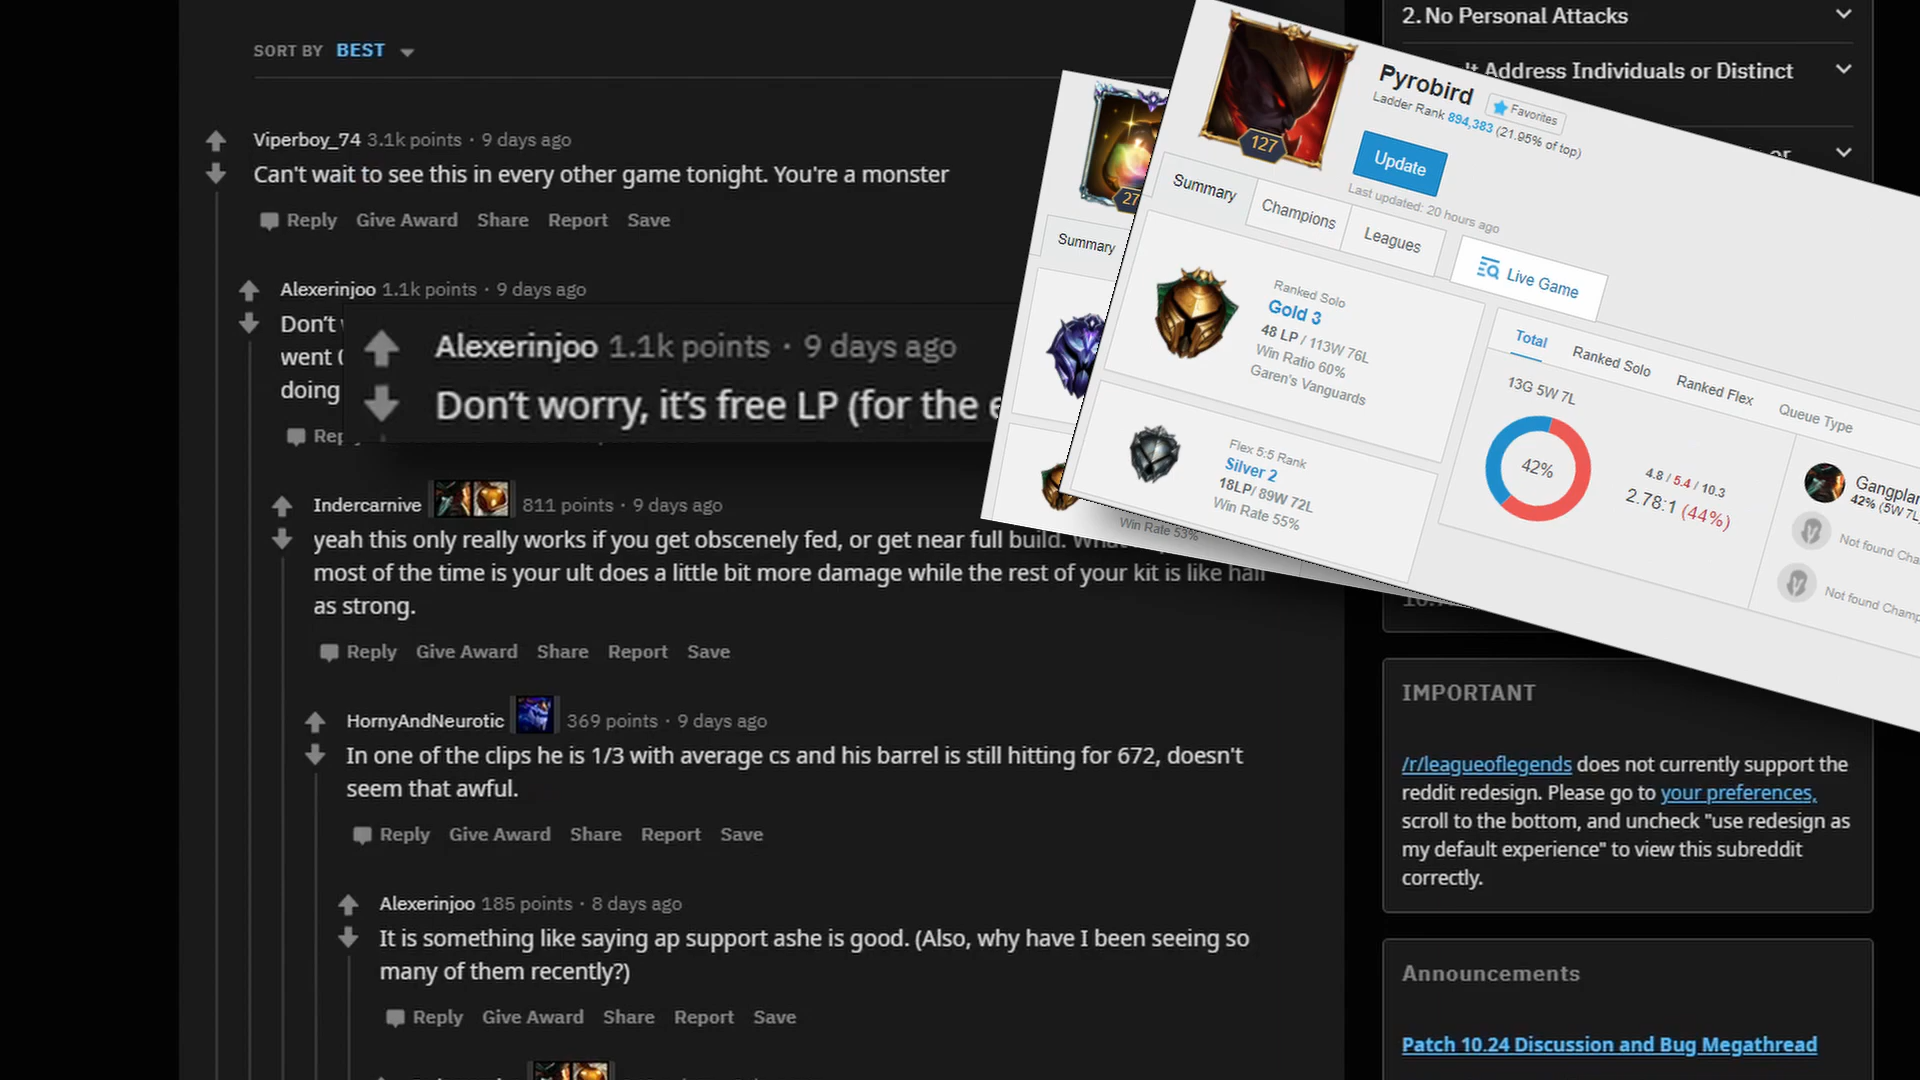 SORT BY BEST
Viperboy_74 3.1k points · 9 days ago
Can't wait to see this in every other game tonight. You're a monster
Reply Give Award Share Report Save
Alexerinjoo 1.1k points · 9 days ago
Don't
went
doing
Alexerinjoo 1.1k points · 9 days ago
Don't worry, it's free LP (for the
Indercarnive 811 points · 9 days ago
yeah this only really works if you get obscenely fed, or get near full build.
most of the time is your ult does a little bit more damage while the rest of your kit is like half
as strong.
Reply Give Award Share Report Save
HornyAndNeurotic 369 points · 9 days ago
In one of the clips he is 1/3 with average cs and his barrel is still hitting for 672, doesn't
seem that awful.
Reply Give Award Share Report Save
Alexerinjoo 185 points · 8 days ago
It is something like saying ap support ashe is good. (Also, why have I been seeing so
many of them recently?)
Reply Give Award Share Report Save
Summary
Win Rate 53%
127
Pyrobird
Favorites
Ladder Rank 894,383 (21.95% of top)
Update
Last updated: 20 hours ago
Summary
Champions
Leagues
Live Game
Ranked Solo
Gold 3
48 LP / 113W 76L
Win Ratio 60%
Garen's Vanguards
Flex 5:5 Rank
Silver 2
18LP/ 89W 72L
Win Rate 55%
Total
Ranked Solo
Ranked Flex
Queue Type
13G 5W 7L
42%
4.8 / 5.4 / 10.3
2.78:1 (44%)
42% (5W 7L
Not found
Not found
2. No Personal Attacks
Address Individuals or Distinct
or
IMPORTANT
/r/leagueoflegends does not currently support the
reddit redesign. Please go to your preferences,
scroll to the bottom, and uncheck "use redesign as
my default experience" to view this subreddit
correctly.
Announcements
Patch 10.24 Discussion and Bug Megathread